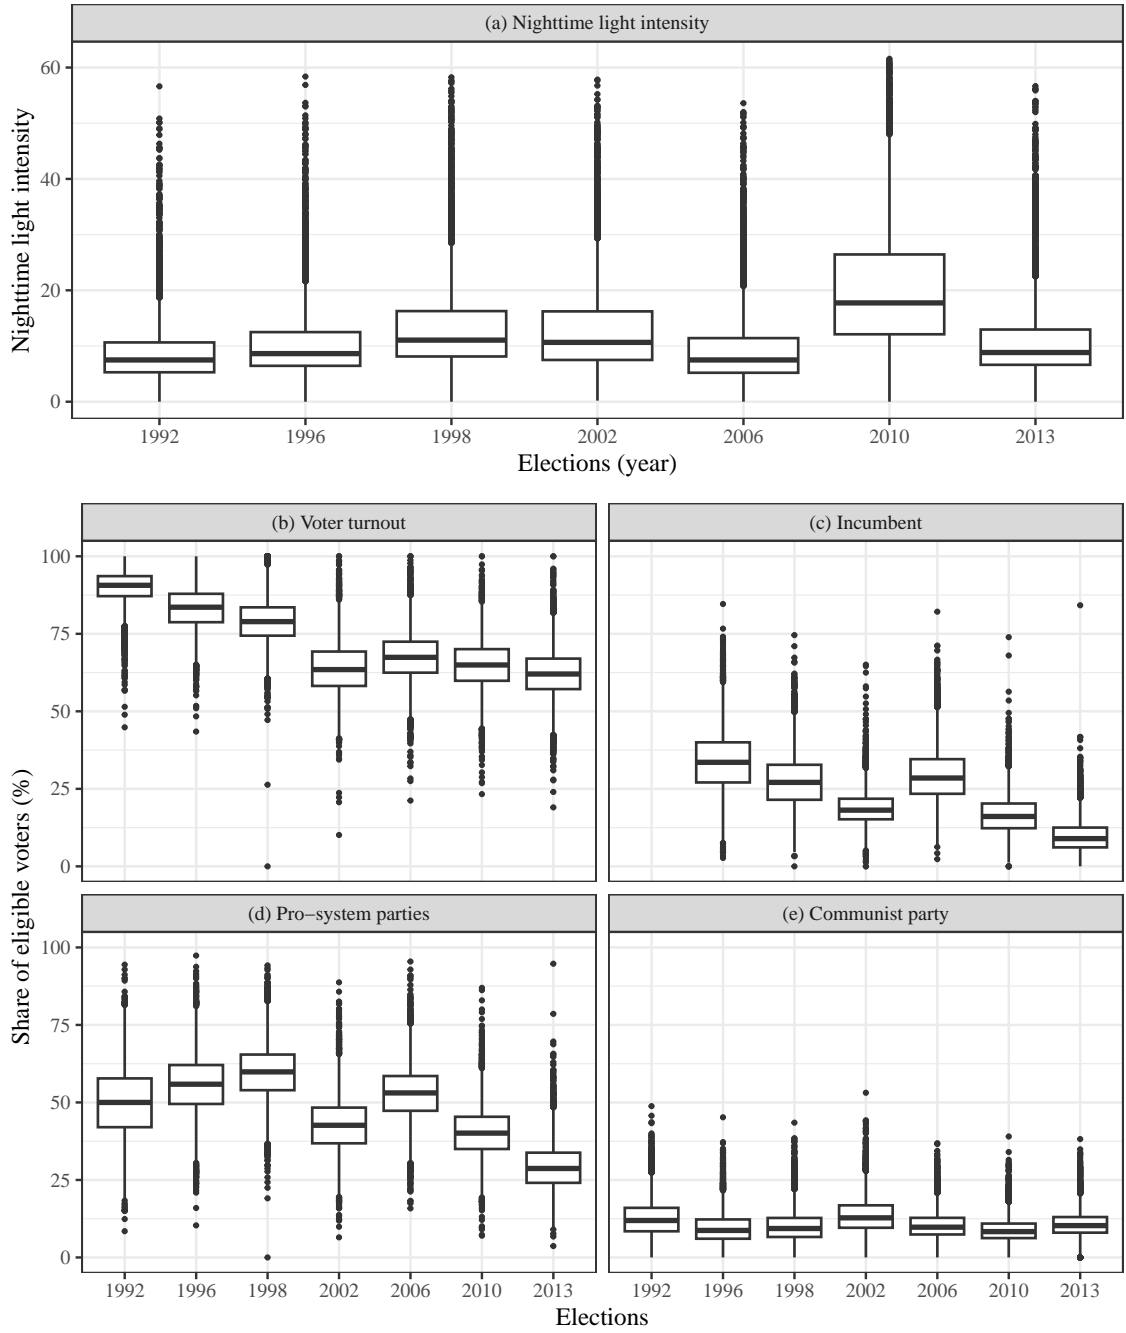 (a) Nighttime light intensity
Nighttime light intensity
60
40
20
0
1992 1996 1998 2002 2006 2010 2013
Elections (year)
(b) Voter turnout
(c) Incumbent
Share of eligible voters (%)
100
75
50
25
0
(d) Pro−system parties
(e) Communist party
100
75
50
25
0
1992 1996 1998 2002 2006 2010 2013
1992 1996 1998 2002 2006 2010 2013
Elections